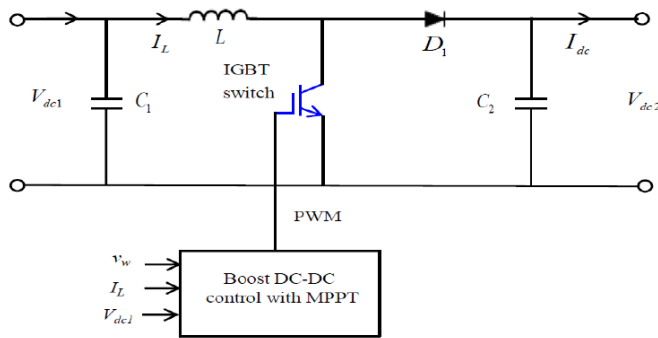 I_L
L
D_1
I_dc
IGBT
switch
V_dc1
C_1
C_2
V_dc2
PWM
v_w
I_L
V_dc1
Boost DC-DC
control with MPPT